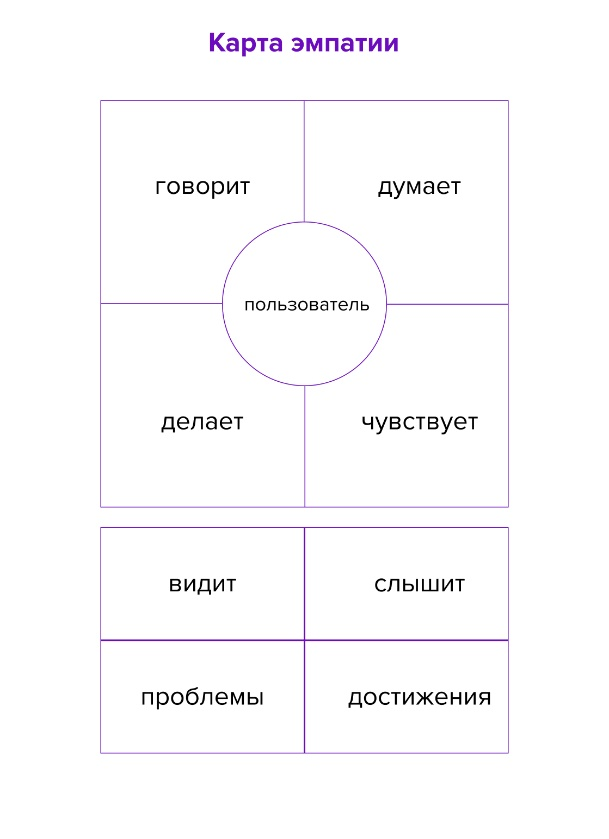 Карта эмпатии
говорит
думает
пользователь
делает
чувствует
видит
слышит
проблемы
достижения